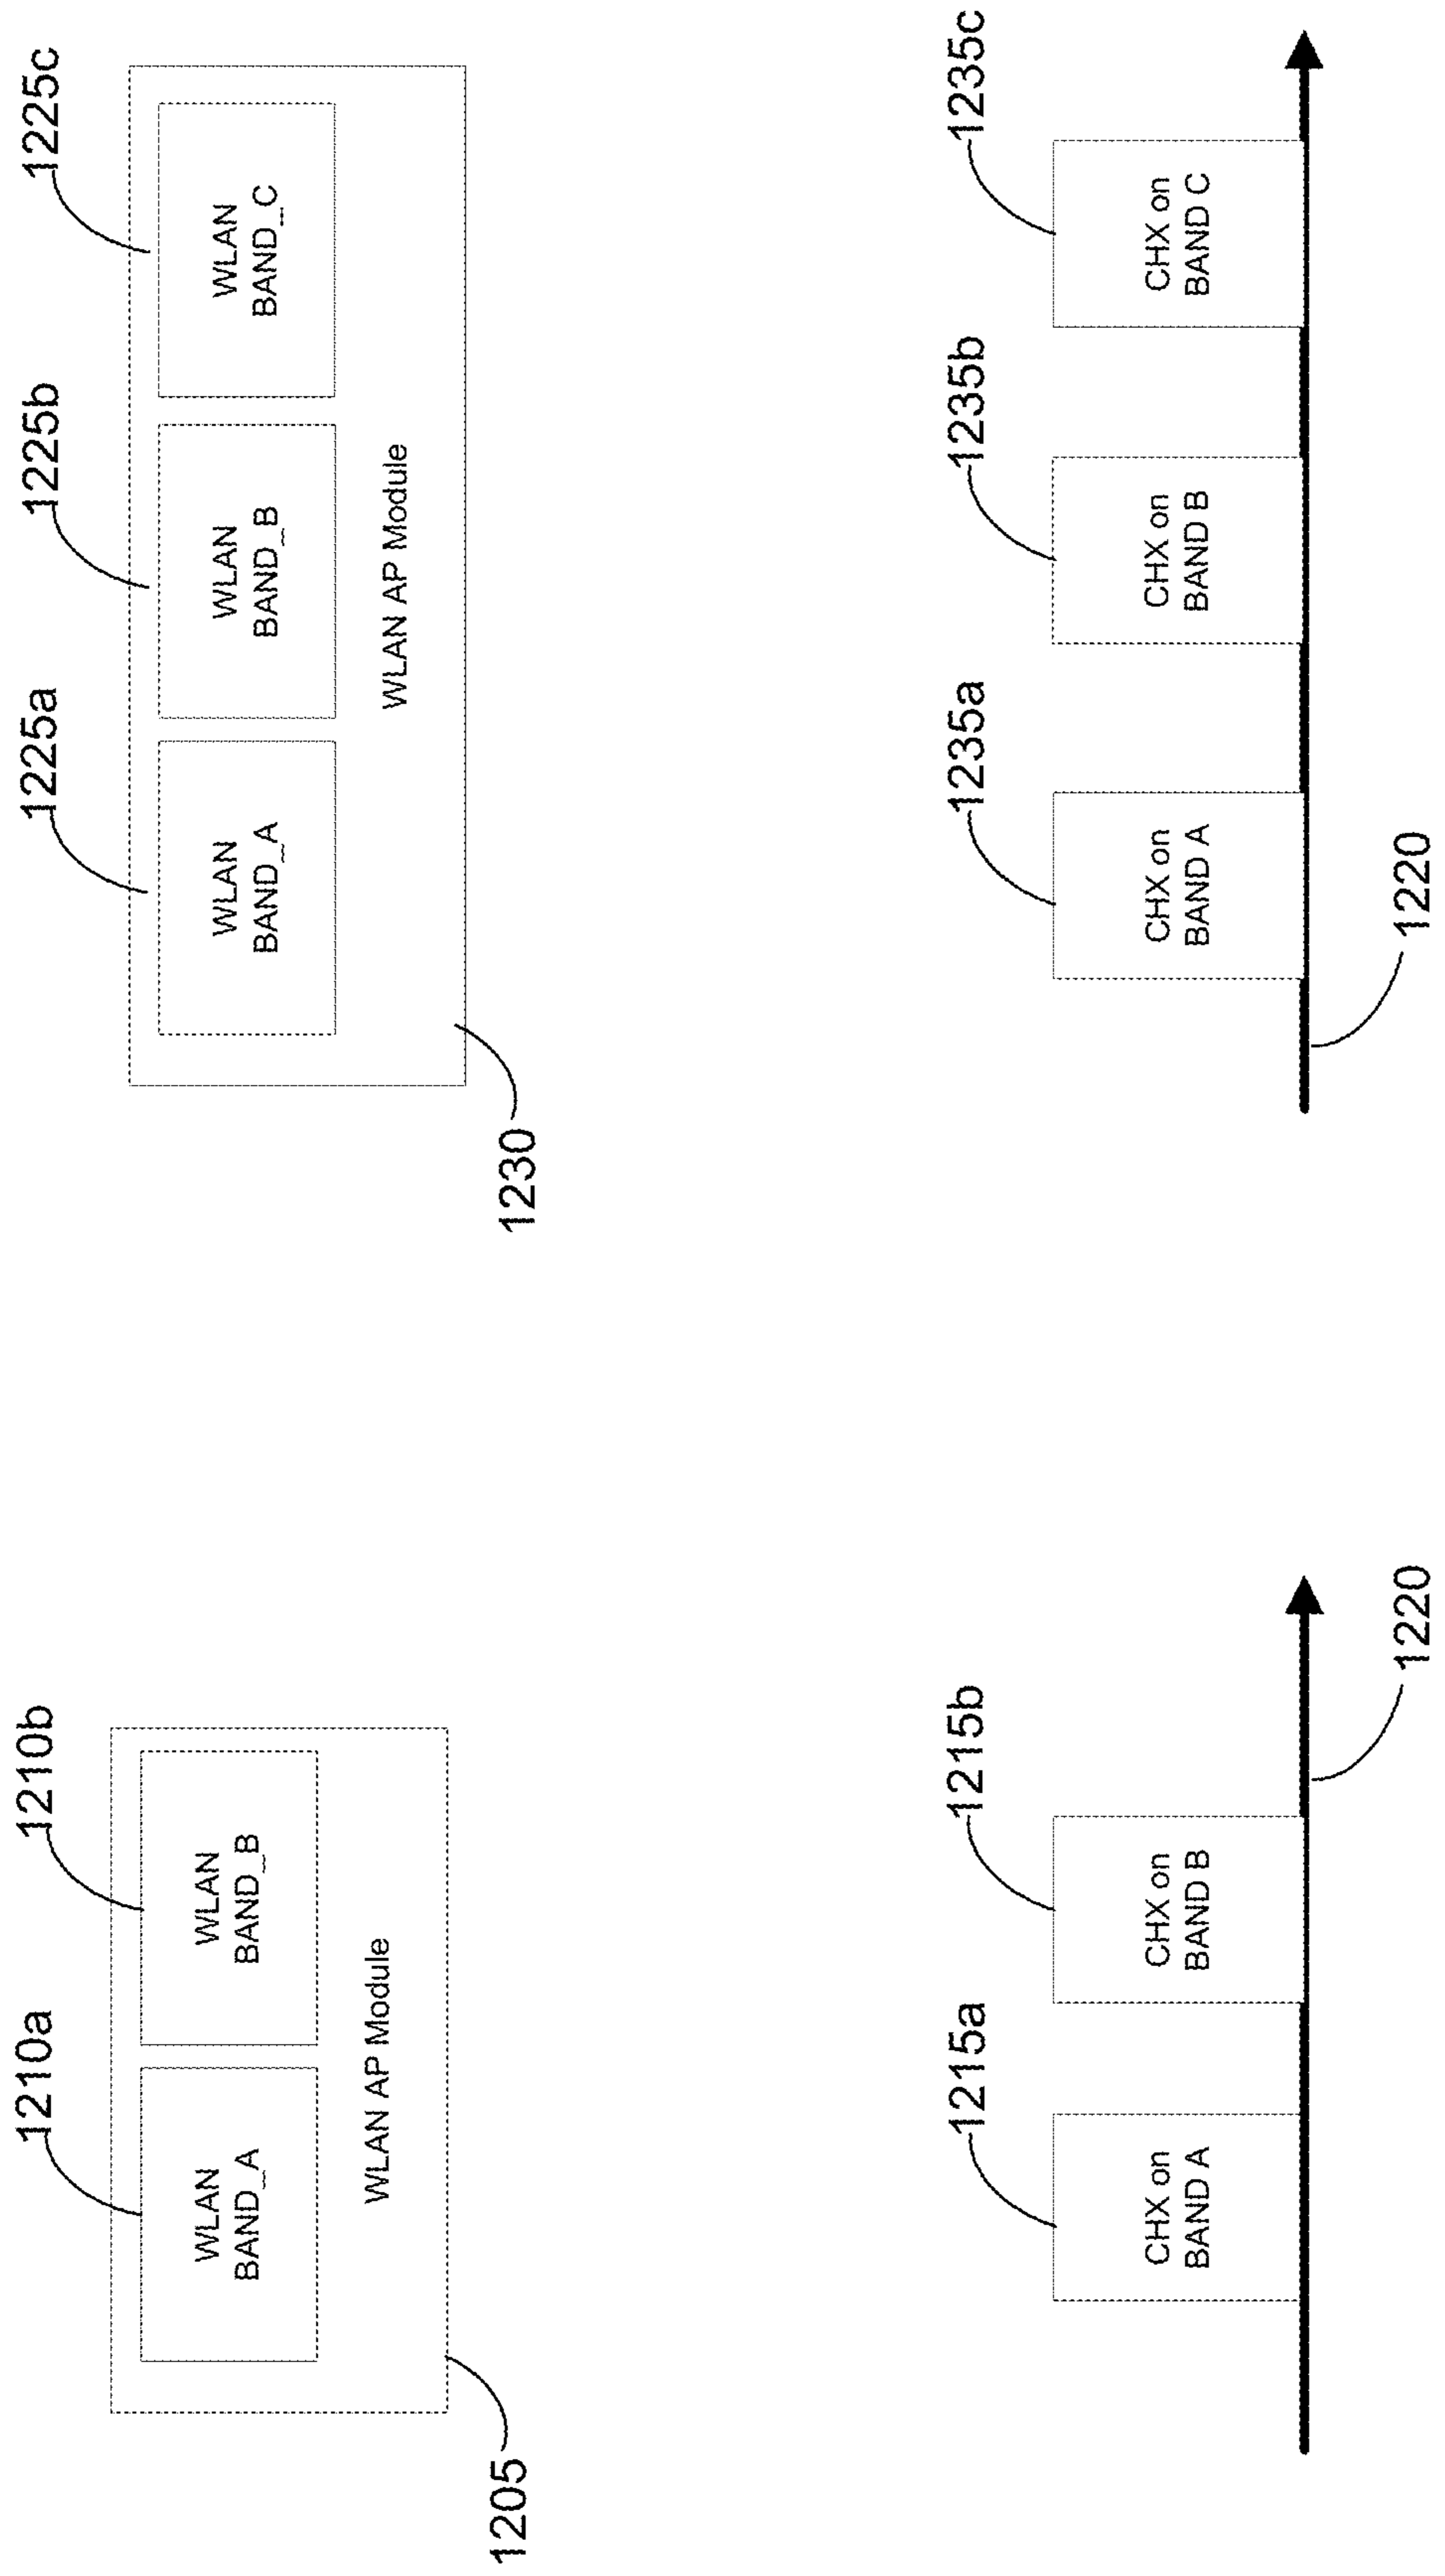 1210a
1210b
WLAN
BAND_A
WLAN
BAND_B
WLAN AP Module
1205
1215a
1215b
CHX on
BAND A
CHX on
BAND B
1220
1225a
1225b
1225c
WLAN
BAND_A
WLAN
BAND_B
WLAN
BAND_C
WLAN AP Module
1230
1235a
1235b
1235c
CHX on
BAND A
CHX on
BAND B
CHX on
BAND C
1220